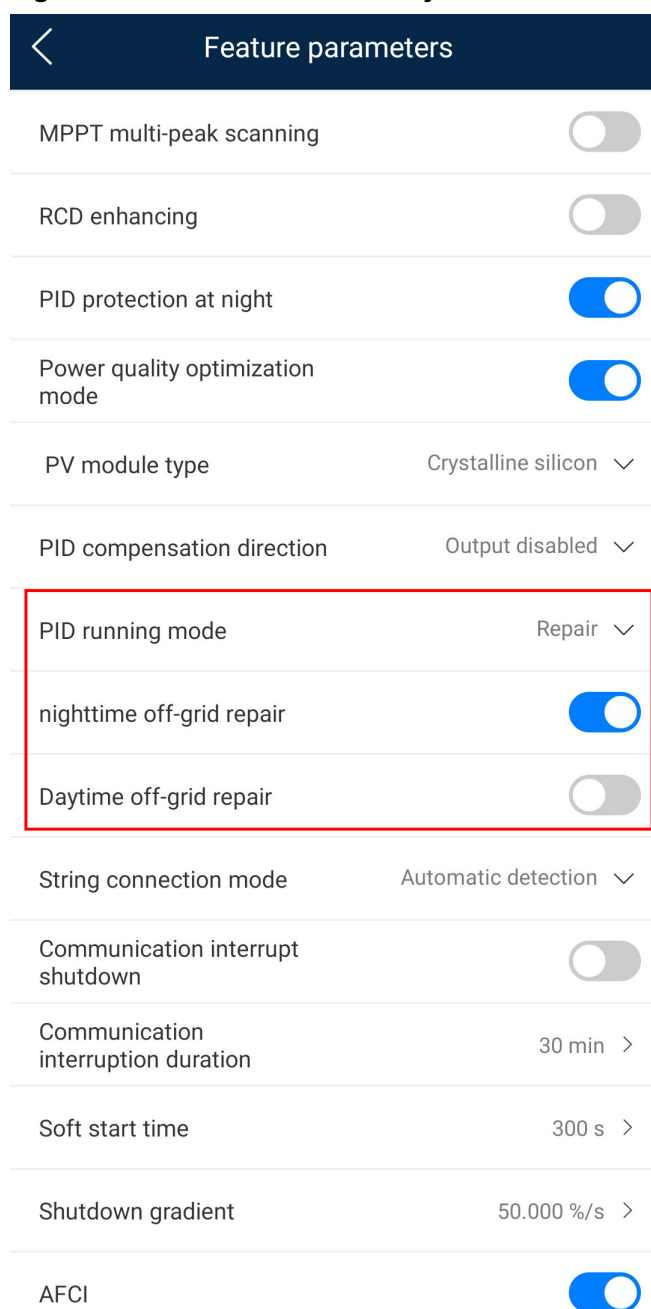 Feature parameters
MPPT multi-peak scanning
RCD enhancing
PID protection at night
Power quality optimization
mode
PV module type Crystalline silicon
PID compensation direction Output disabled
PID running mode Repair
nighttime off-grid repair
Daytime off-grid repair
String connection mode Automatic detection
Communication interrupt
shutdown
Communication
interruption duration 30 min
Soft start time 300 s
Shutdown gradient 50.000 %/s
AFCI